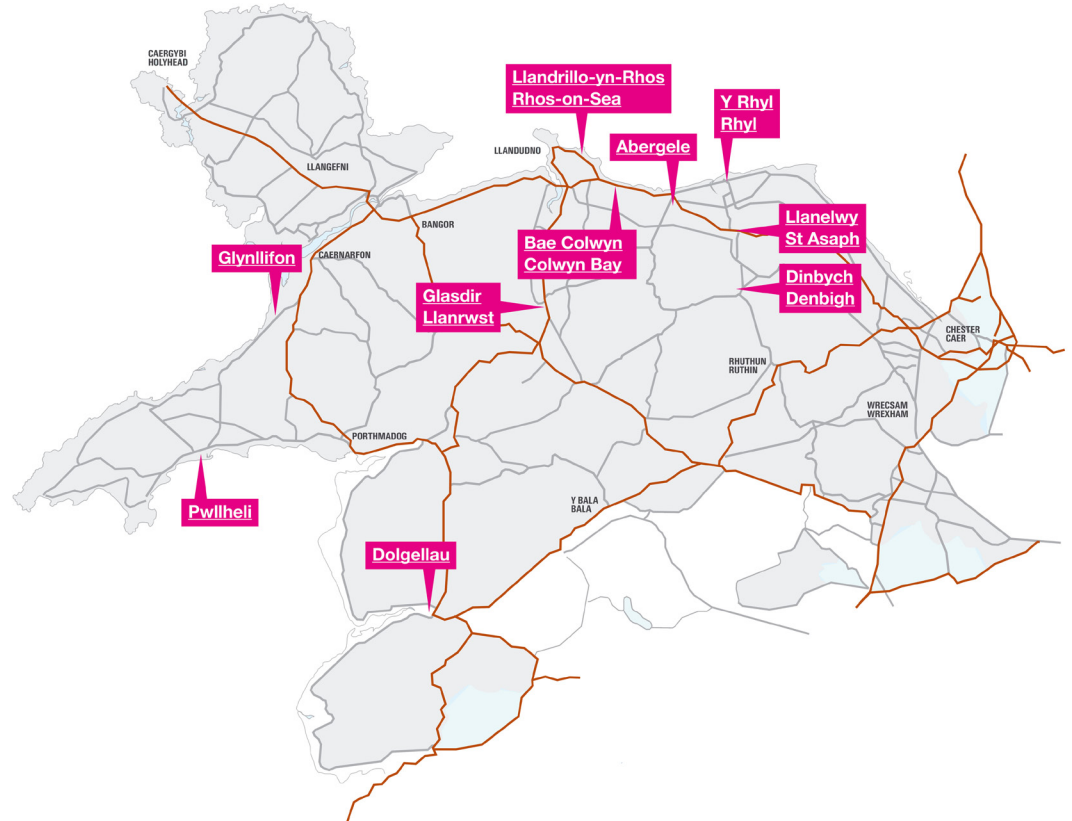 CAERGYBI
HOLYHEAD
LLANGEFNI
BANGOR
CAERNARFON
LLANDUDNO
Llandrillo-yn-Rhos
Rhos-on-Sea
Y Rhyl
Rhyl
Abergele
Llanelwy
St Asaph
Bae Colwyn
Colwyn Bay
Dinbych
Denbigh
Glynllifon
Glasdir
Llanrwst
CHESTER
CAER
RHUTHUN
RUTHIN
WRECSAM
WREXHAM
PORTHMADOG
Pwllheli
Y BALA
BALA
Dolgellau